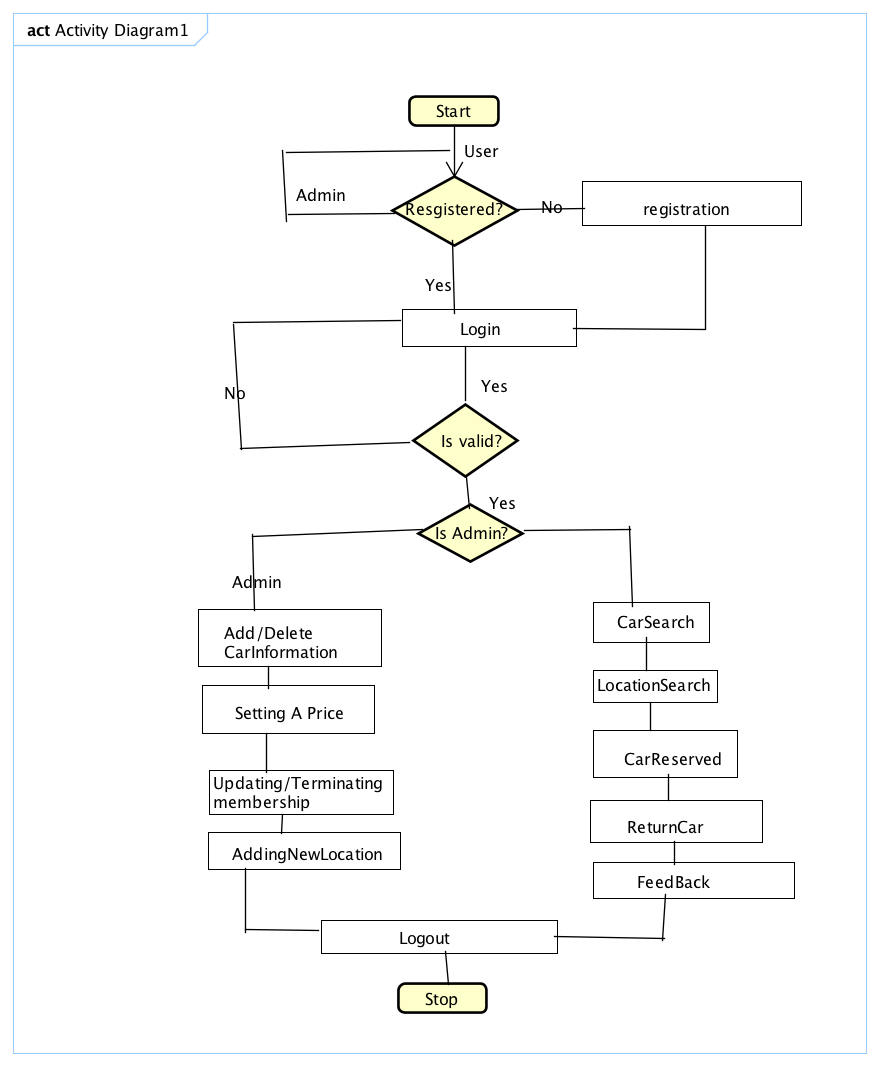 act Activity Diagram1
Start
User
Admin
Resgistered?
No
registration
Yes
Login
Yes
No
Is valid?
Yes
Is Admin?
Admin
Add/Delete
CarInformation
CarSearch
Setting A Price
LocationSearch
Updating/Terminating
membership
CarReserved
AddingNewLocation
ReturnCar
FeedBack
Logout
Stop